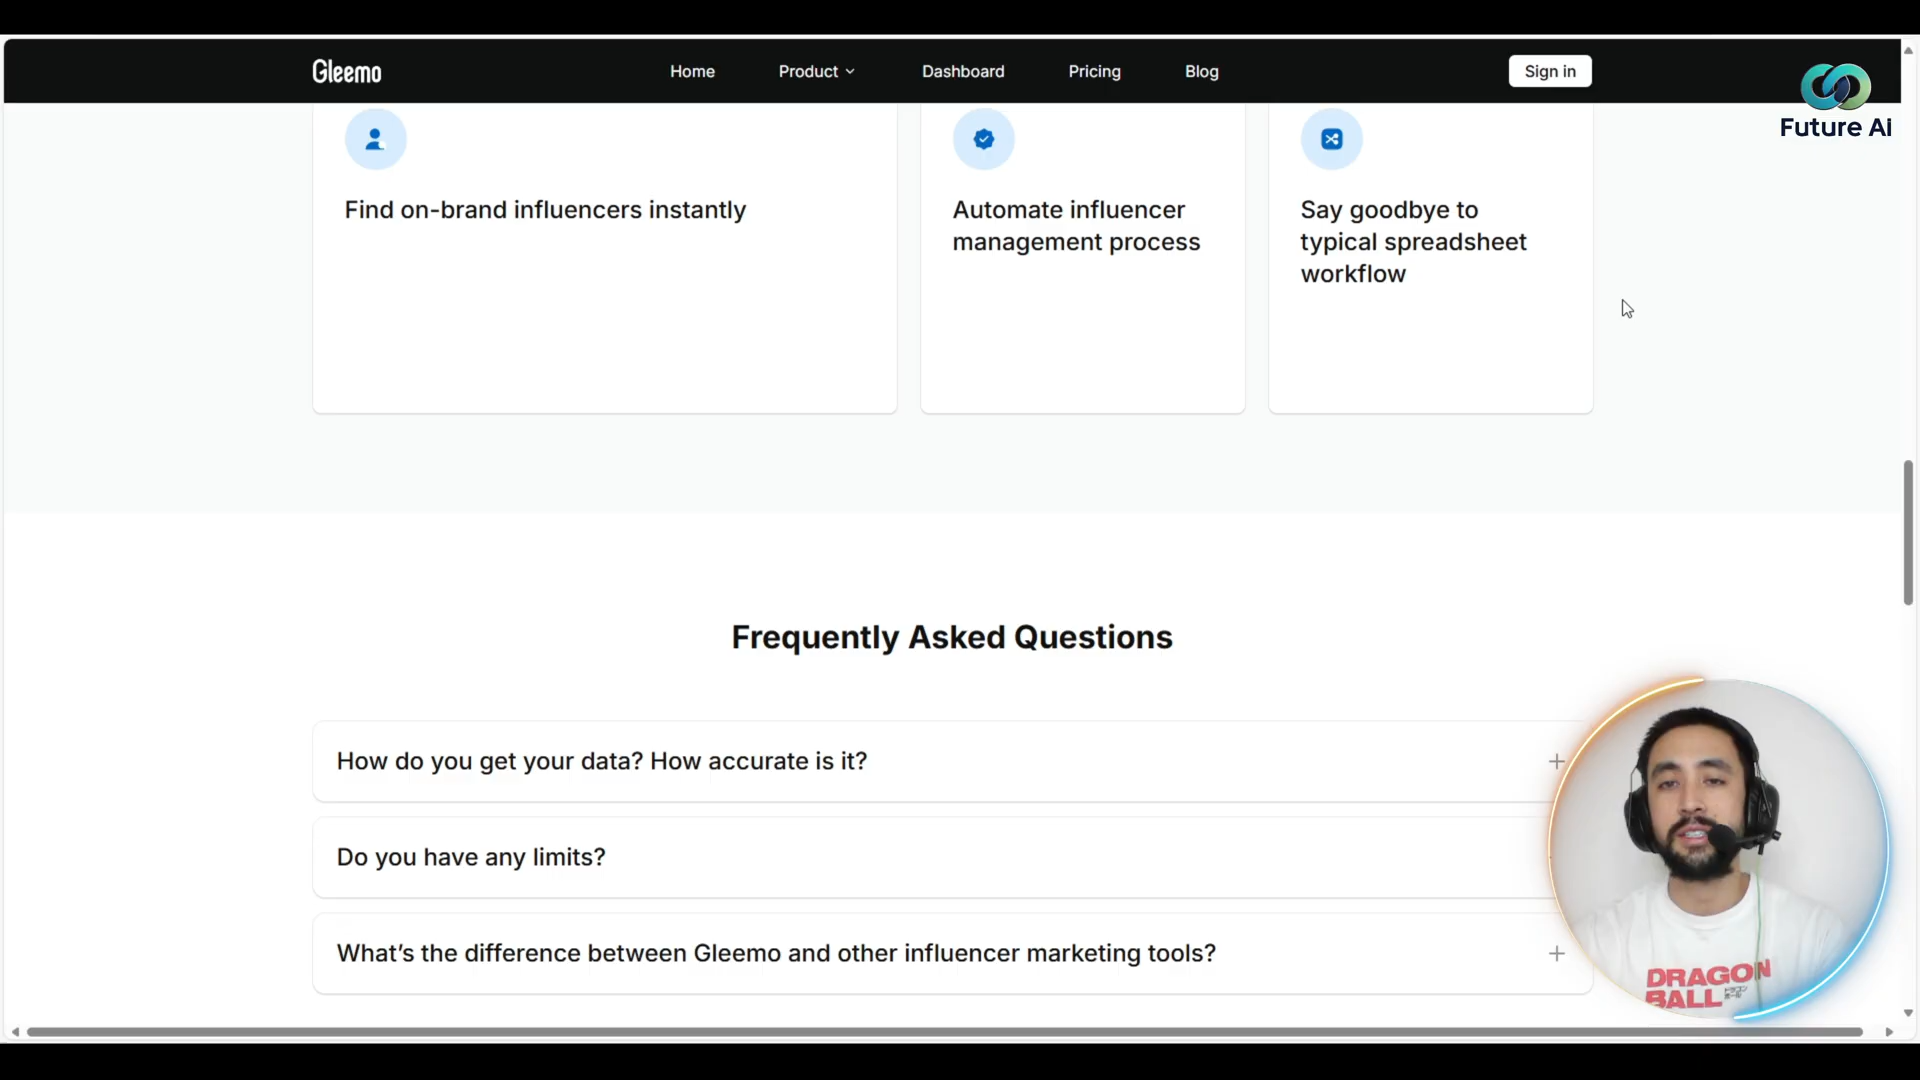 Gleemo
Home
Product
Dashboard
Pricing
Blog
Sign in
Future Ai
Find on-brand influencers instantly
Automate influencer
management process
Say goodbye to
typical spreadsheet
workflow
Frequently Asked Questions
How do you get your data? How accurate is it?
Do you have any limits?
What’s the difference between Gleemo and other influencer marketing tools?
DRAGON
BALL